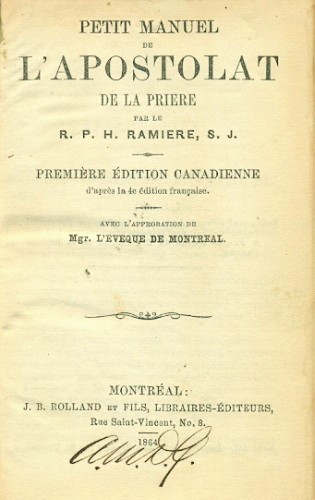 PETIT MANUEL
DE
L'APOSTOLAT
DE LA PRIERE
PAR LE
R. P. H. RAMIERE, S. J.
PREMIÈRE ÉDITION CANADIENNE
d'après la 4e édition française.
AVEC L'APPROBATION DE
Mgr. L'EVEQUE DE MONTREAL.
MONTRÉAL:
J. B. ROLLAND ET FILS, LIBRAIRES-ÉDITEURS,
Rue Saint-Vincent, No. 8.
1864